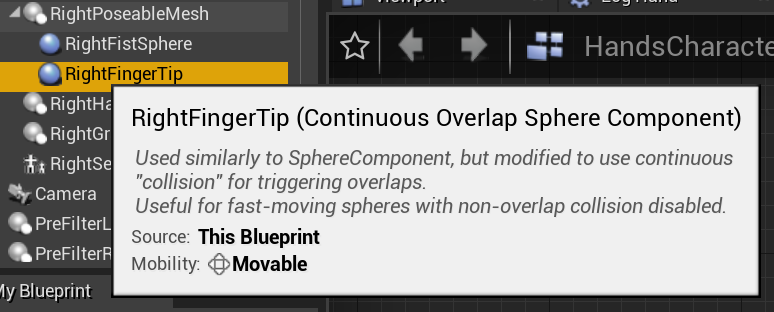 Viewport
Log Hand
RightPoseableMesh
RightFistSphere
HandsCharacte
RightFingerTip
RightHa
RightFingerTip (Continuous Overlap Sphere Component)
RightGr
Used similarly to SphereComponent, but modified to use continuous
RightSe
"collision" for triggering overlaps.
Camera
Useful for fast-moving spheres with non-overlap collision disabled.
PreFilterL
Source: This Blueprint
PreFilterR
Mobility: Movable
My Blueprint